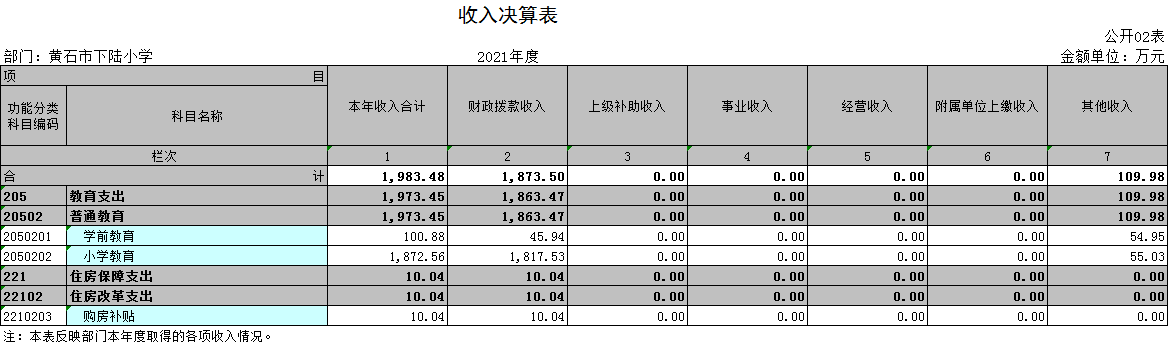 收入决算表
公开02表
部门：黄石市下陆小学 2021年度 金额单位：万元
项 目
功能分类科目编码 科目名称 本年收入合计 财政拨款收入 上级补助收入 事业收入 经营收入 附属单位上缴收入 其他收入
栏次 1 2 3 4 5 6 7
合 计 1,983.48 1,873.50 0.00 0.00 0.00 0.00 109.98
205 教育支出 1,973.45 1,863.47 0.00 0.00 0.00 0.00 109.98
20502 普通教育 1,973.45 1,863.47 0.00 0.00 0.00 0.00 109.98
2050201 学前教育 100.88 45.94 0.00 0.00 0.00 0.00 54.95
2050202 小学教育 1,872.56 1,817.53 0.00 0.00 0.00 0.00 55.03
221 住房保障支出 10.04 10.04 0.00 0.00 0.00 0.00 0.00
22102 住房改革支出 10.04 10.04 0.00 0.00 0.00 0.00 0.00
2210203 购房补贴 10.04 10.04 0.00 0.00 0.00 0.00 0.00
注：本表反映部门本年度取得的各项收入情况。